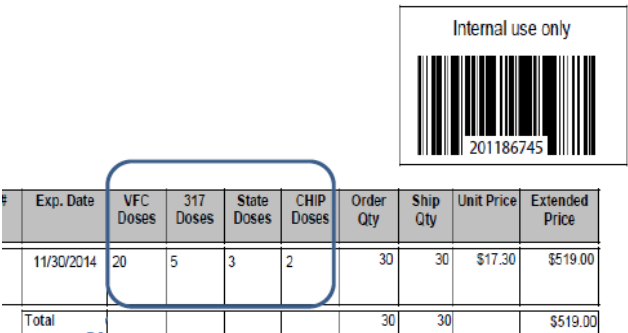 Internal use only
201186745
# Exp. Date VFC Doses 317 Doses State Doses CHIP Doses Order Qty Ship Qty Unit Price Extended Price
11/30/2014 20 5 3 2 30 30 $17.30 $519.00
Total 30 30 $519.00